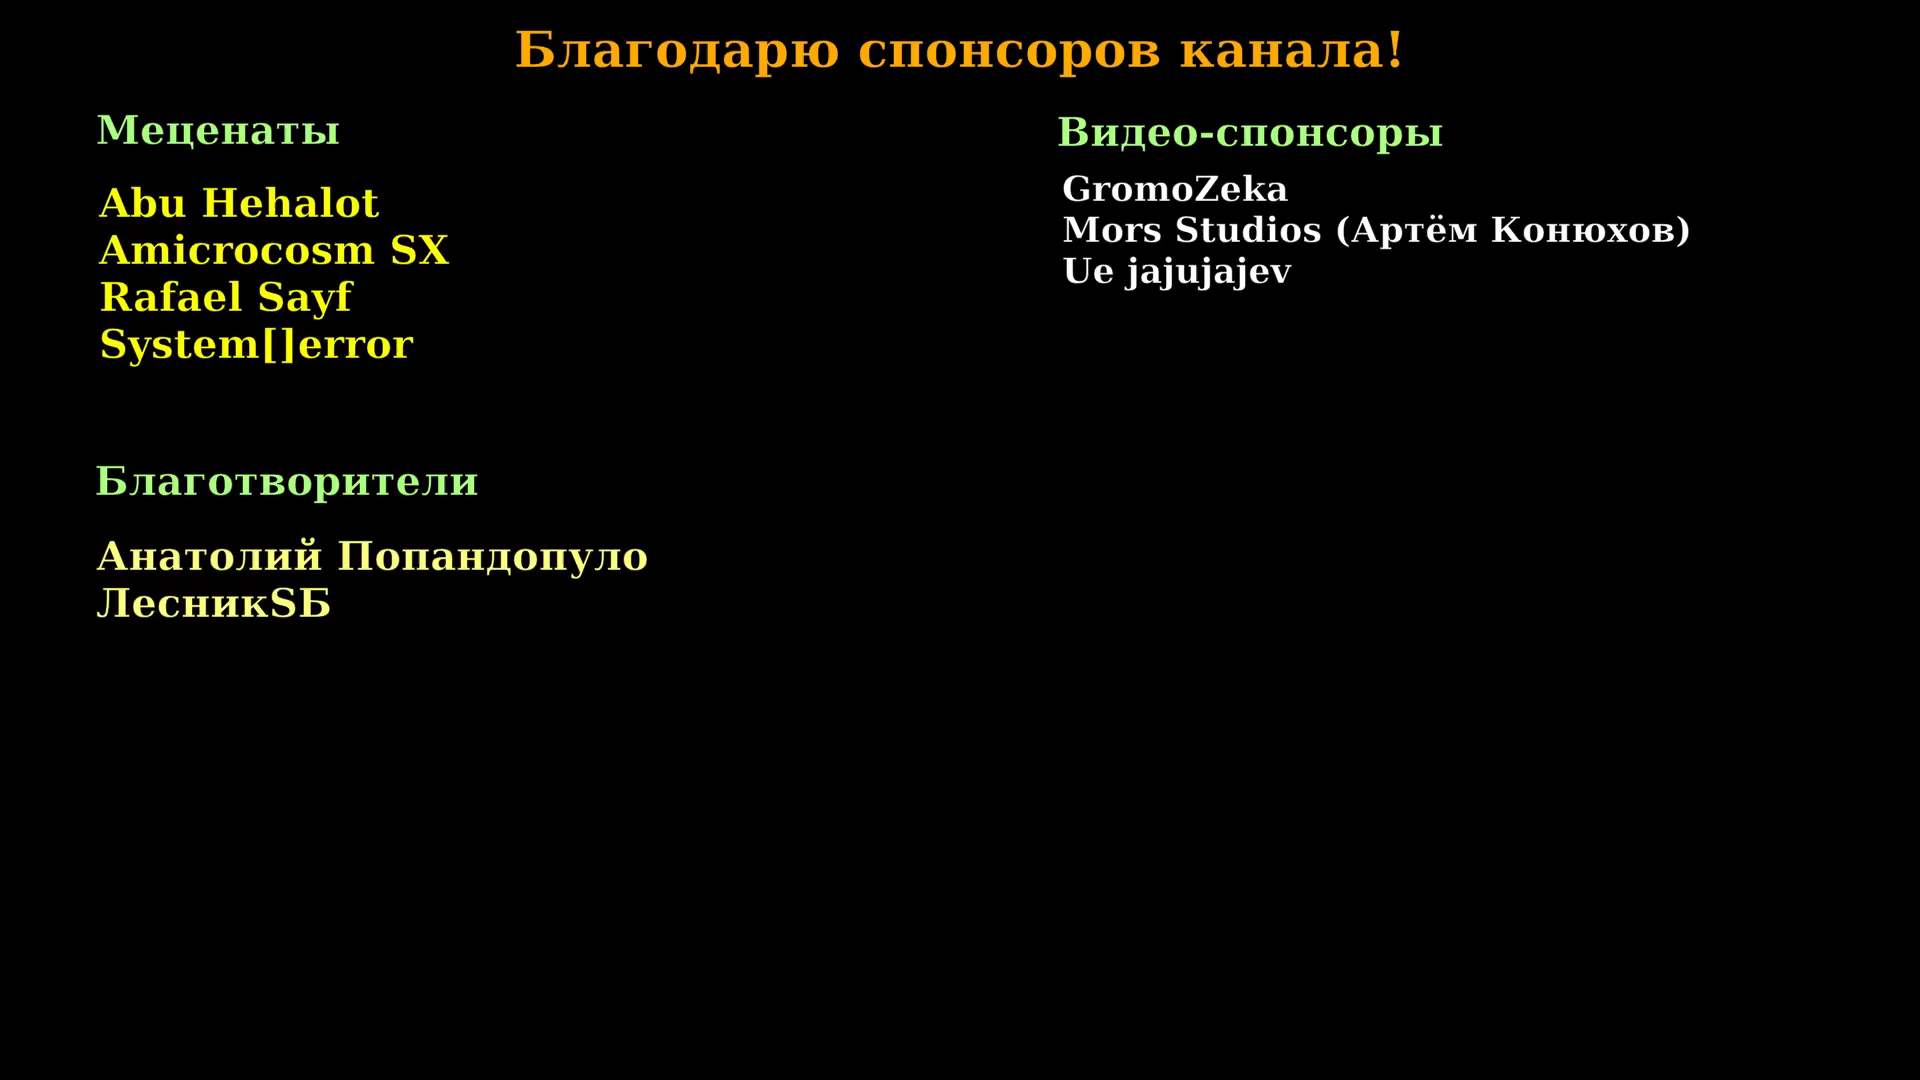 Благодарю спонсоров канала!
Меценаты
Abu Hehalot
Amicrocosm SX
Rafael Sayf
System[]error
Благотворители
Анатолий Попандопуло
ЛесникSБ
Видео-спонсоры
GromoZeka
Mors Studios (Артём Конюхов)
Ue jajujajev